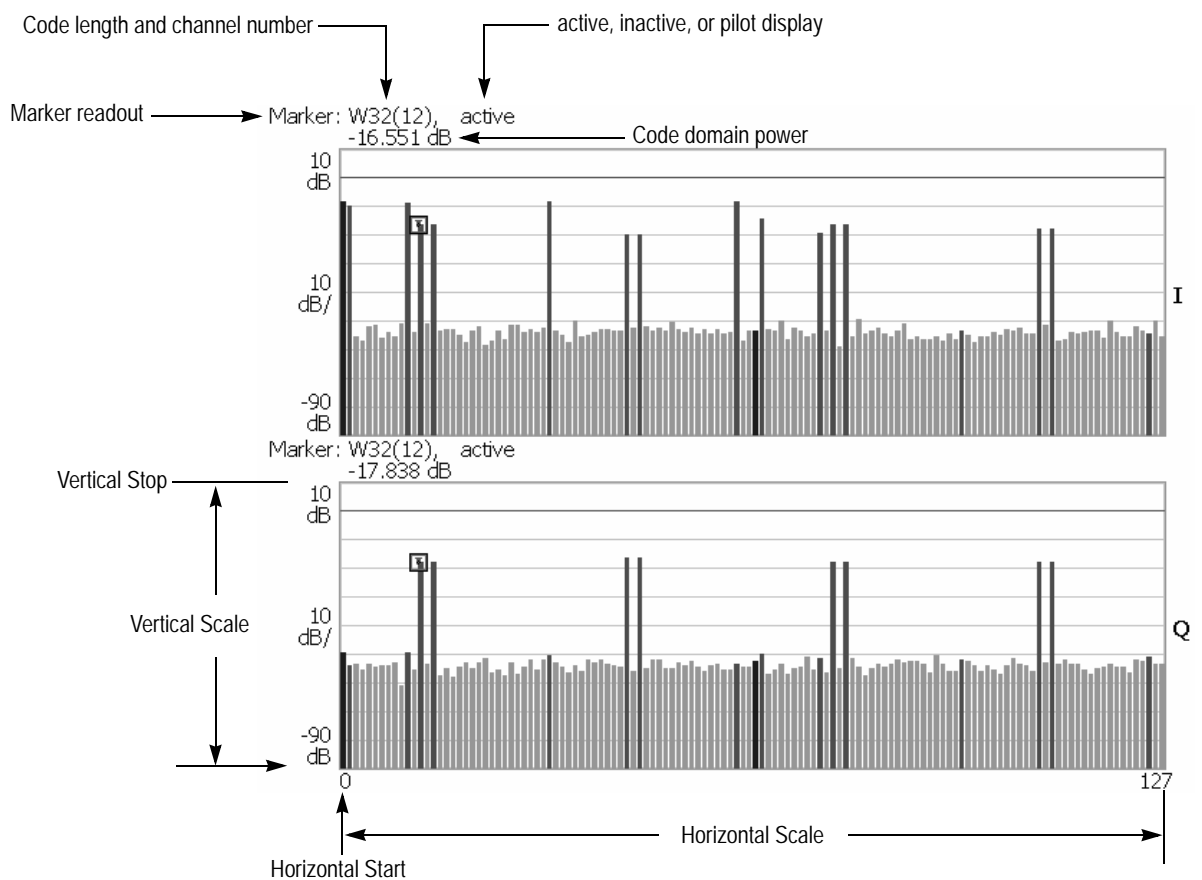 Code length and channel number
active, inactive, or pilot display
Marker readout
Marker: W32(12), active
-16.551 dB
Code domain power
10
dB
10
dB/
I
-90
dB
Marker: W32(12), active
-17.838 dB
Vertical Stop
10
dB
10
dB/
Vertical Scale
Q
-90
dB
0
127
Horizontal Scale
Horizontal Start